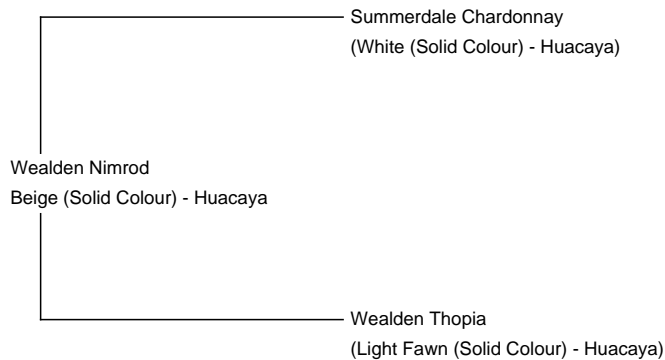 Summerdale Chardonnay
(White (Solid Colour) - Huacaya)
Wealden Nimrod
Beige (Solid Colour) - Huacaya
Wealden Thopia
(Light Fawn (Solid Colour) - Huacaya)